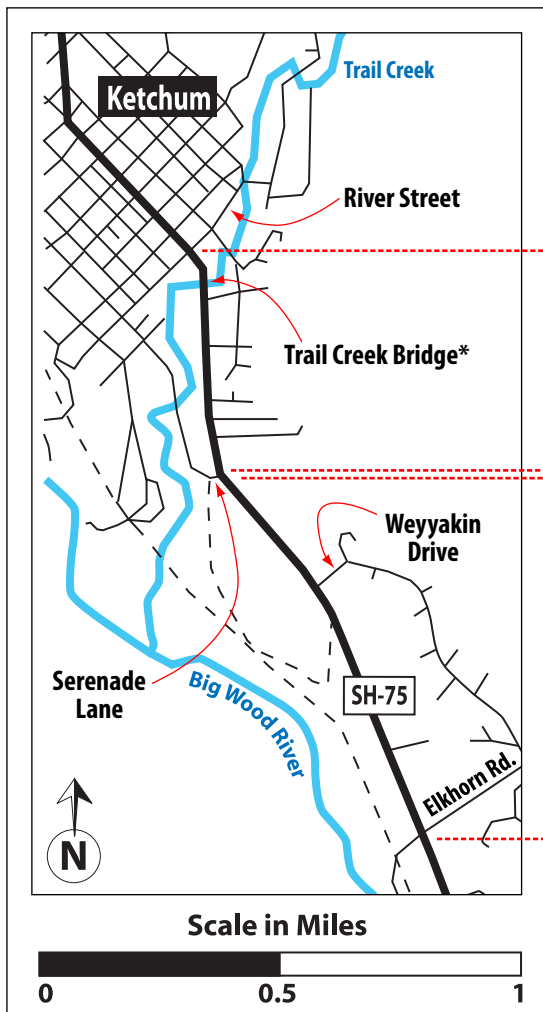 Trail Creek
Ketchum
River Street
Trail Creek Bridge*
Weyyakin
Drive
Serenade
Lane
Big Wood River
SH-75
Elkhorn Rd.
N
Scale in Miles
0 0.5 1